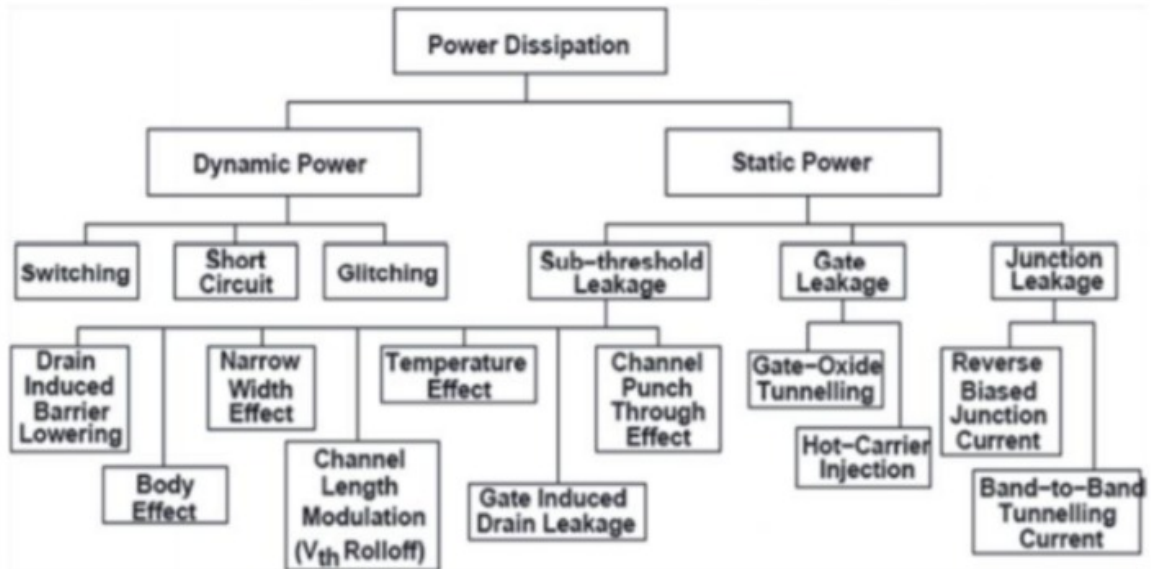 Power Dissipation
Dynamic Power
Static Power
Switching
Short
Circuit
Glitching
Sub-threshold
Leakage
Gate
Leakage
Junction
Leakage
Drain
Induced
Barrier
Lowering
Body
Effect
Narrow
Width
Effect
Channel
Length
Modulation
(Vth Rolloff)
Temperature
Effect
Gate Induced
Drain Leakage
Channel
Punch
Through
Effect
Gate-Oxide
Tunnelling
Hot-Carrier
Injection
Reverse
Biased
Junction
Current
Band-to-Band
Tunnelling
Current